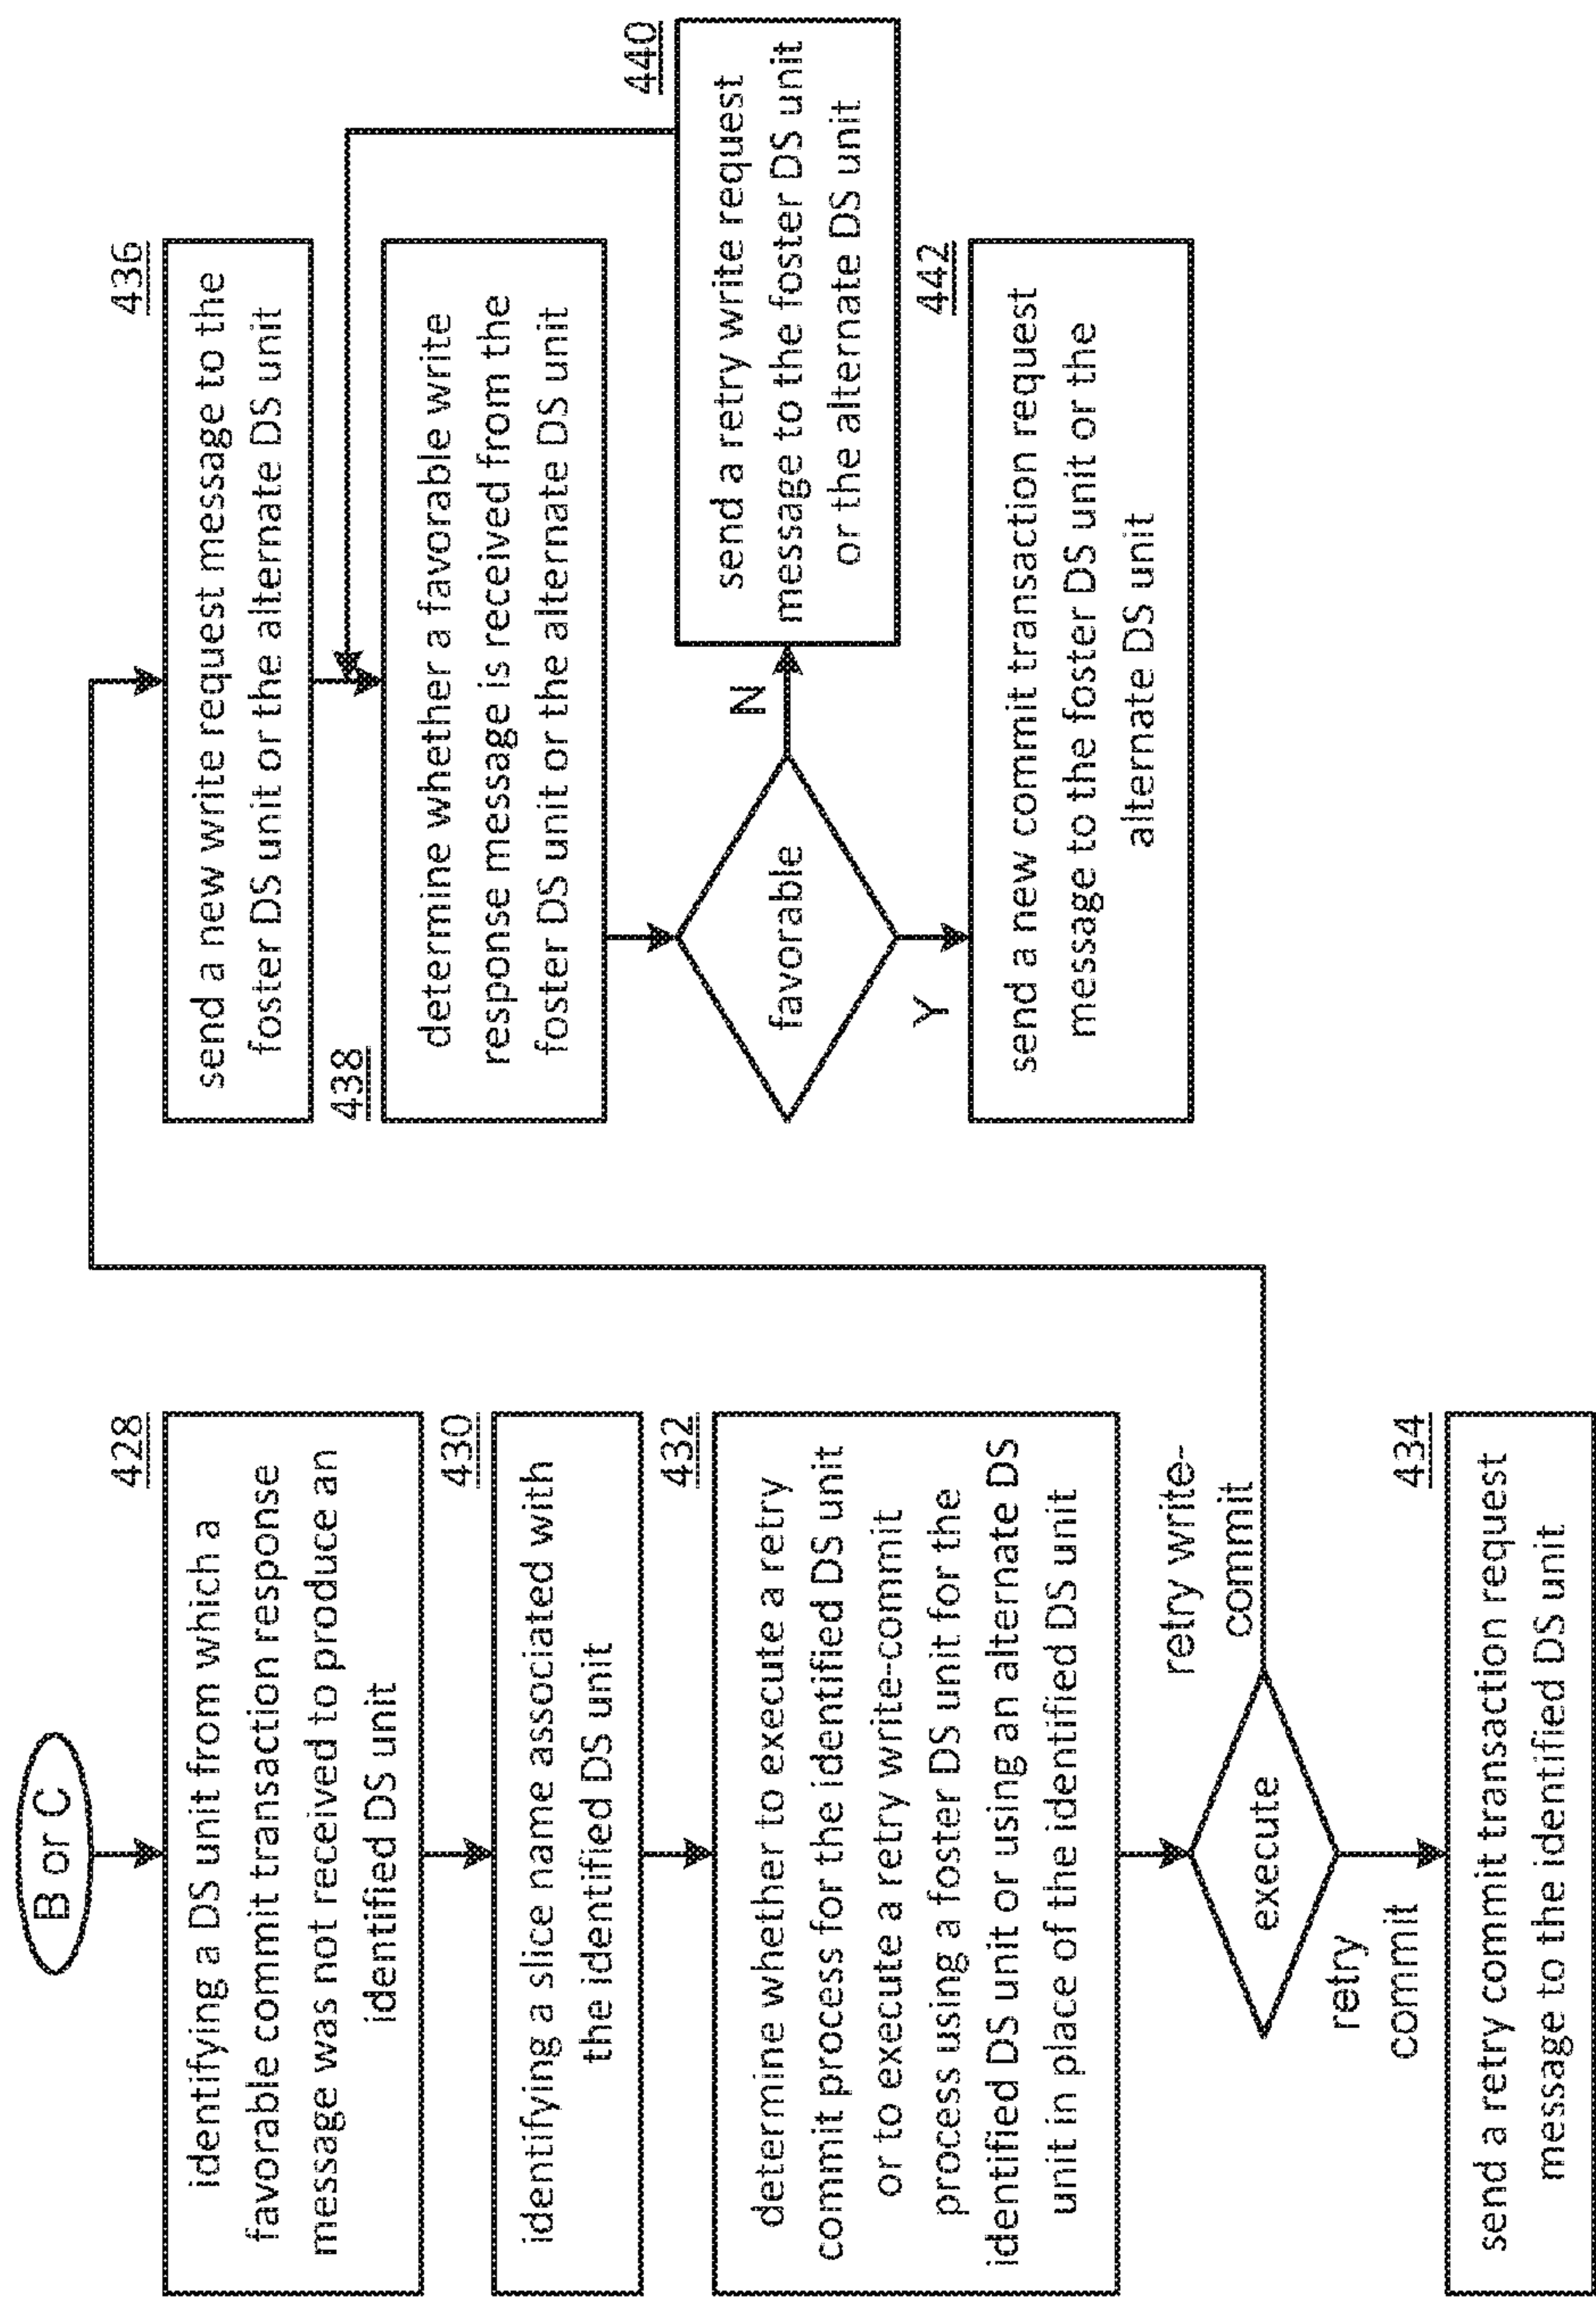 B or C
428
identifying a DS unit from which a
favorable commit transaction response
message was not received to produce an
identified DS unit
430
identifying a slice name associated with
the identified DS unit
432
determine whether to execute a retry
commit process for the identified DS unit
or to execute a retry write-commit
process using a foster DS unit for the
identified DS unit or using an alternate DS
unit in place of the identified DS unit
execute
retry write-
commit
retry
commit
434
send a retry commit transaction request
message to the identified DS unit
436
send a new write request message to the
foster DS unit or the alternate DS unit
438
determine whether a favorable write
response message is received from the
foster DS unit or the alternate DS unit
favorable
N
Y
440
send a retry write request
message to the foster DS unit
or the alternate DS unit
442
send a new commit transaction request
message to the foster DS unit or the
alternate DS unit